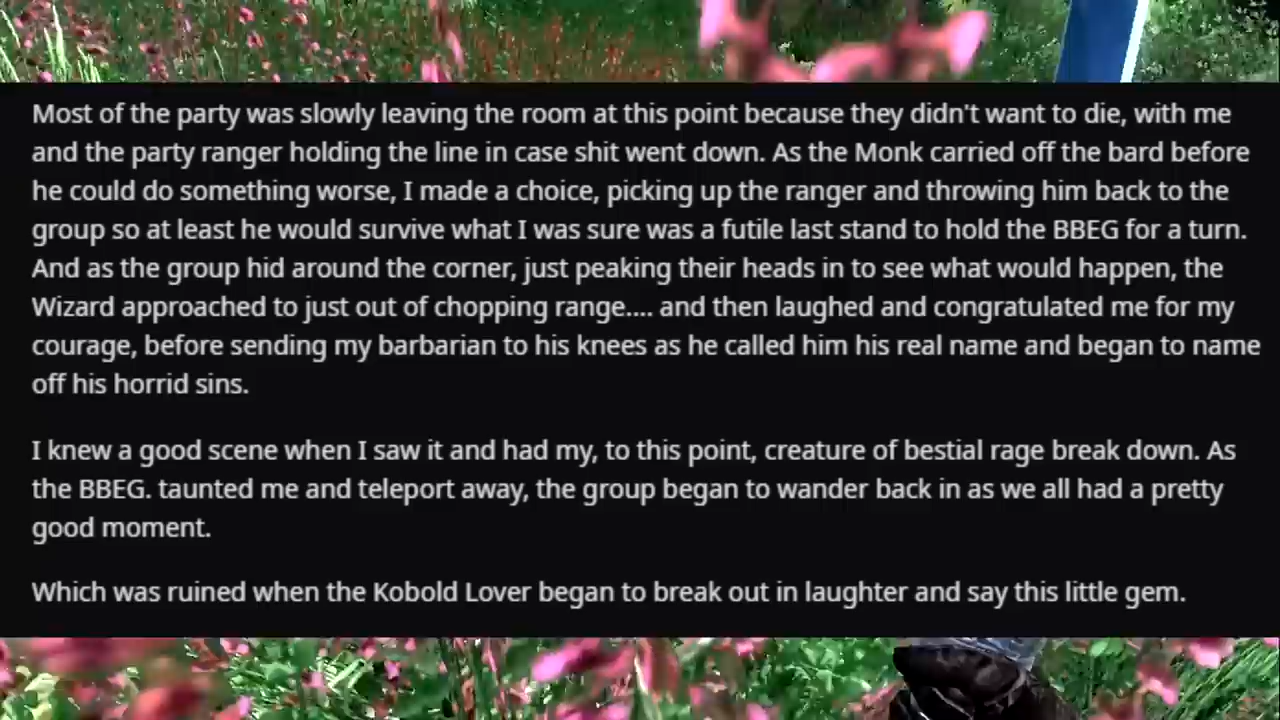 Most of the party was slowly leaving the room at this point because they didn't want to die, with me
and the party ranger holding the line in case shit went down. As the Monk carried off the bard before
he could do something worse, I made a choice, picking up the ranger and throwing him back to the
group so at least he would survive what I was sure was a futile last stand to hold the BBEG for a turn.
And as the group hid around the corner, just peaking their heads in to see what would happen, the
Wizard approached to just out of chopping range.... and then laughed and congratulated me for my
courage, before sending my barbarian to his knees as he called him his real name and began to name
off his horrid sins.
I knew a good scene when I saw it and had my, to this point, creature of bestial rage break down. As
the BBEG. taunted me and teleport away, the group began to wander back in as we all had a pretty
good moment.
Which was ruined when the Kobold Lover began to break out in laughter and say this little gem.